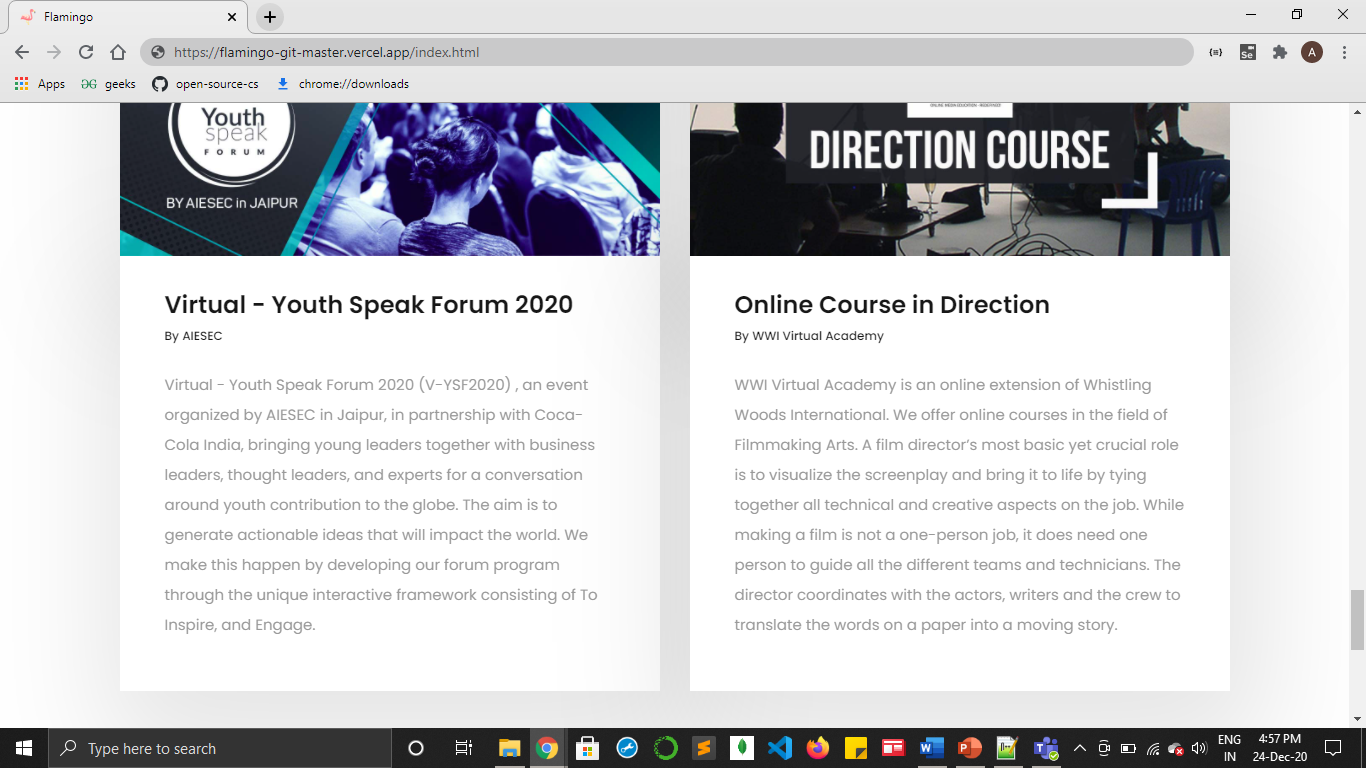 Flamingo
https://flamingo-git-master.vercel.app/index.html
Se
A
Apps
geeks
open-source-cs
chrome://downloads
Youth
speak
FORUM
BY AIESEC in JAIPUR
ONLINE MEDIA EDUCATION - REDEFINED
DIRECTION COURSE
Virtual - Youth Speak Forum 2020
By AIESEC
Virtual - Youth Speak Forum 2020 (V-YSF2020) , an event
organized by AIESEC in Jaipur, in partnership with Coca-
Cola India, bringing young leaders together with business
leaders, thought leaders, and experts for a conversation
around youth contribution to the globe. The aim is to
generate actionable ideas that will impact the world. We
make this happen by developing our forum program
through the unique interactive framework consisting of To
Inspire, and Engage.
Online Course in Direction
By WWI Virtual Academy
WWI Virtual Academy is an online extension of Whistling
Woods International. We offer online courses in the field of
Filmmaking Arts. A film director’s most basic yet crucial role
is to visualize the screenplay and bring it to life by tying
together all technical and creative aspects on the job. While
making a film is not a one-person job, it does need one
person to guide all the different teams and technicians. The
director coordinates with the actors, writers and the crew to
translate the words on a paper into a moving story.
Type here to search
ENG
IN
4:57 PM
24-Dec-20